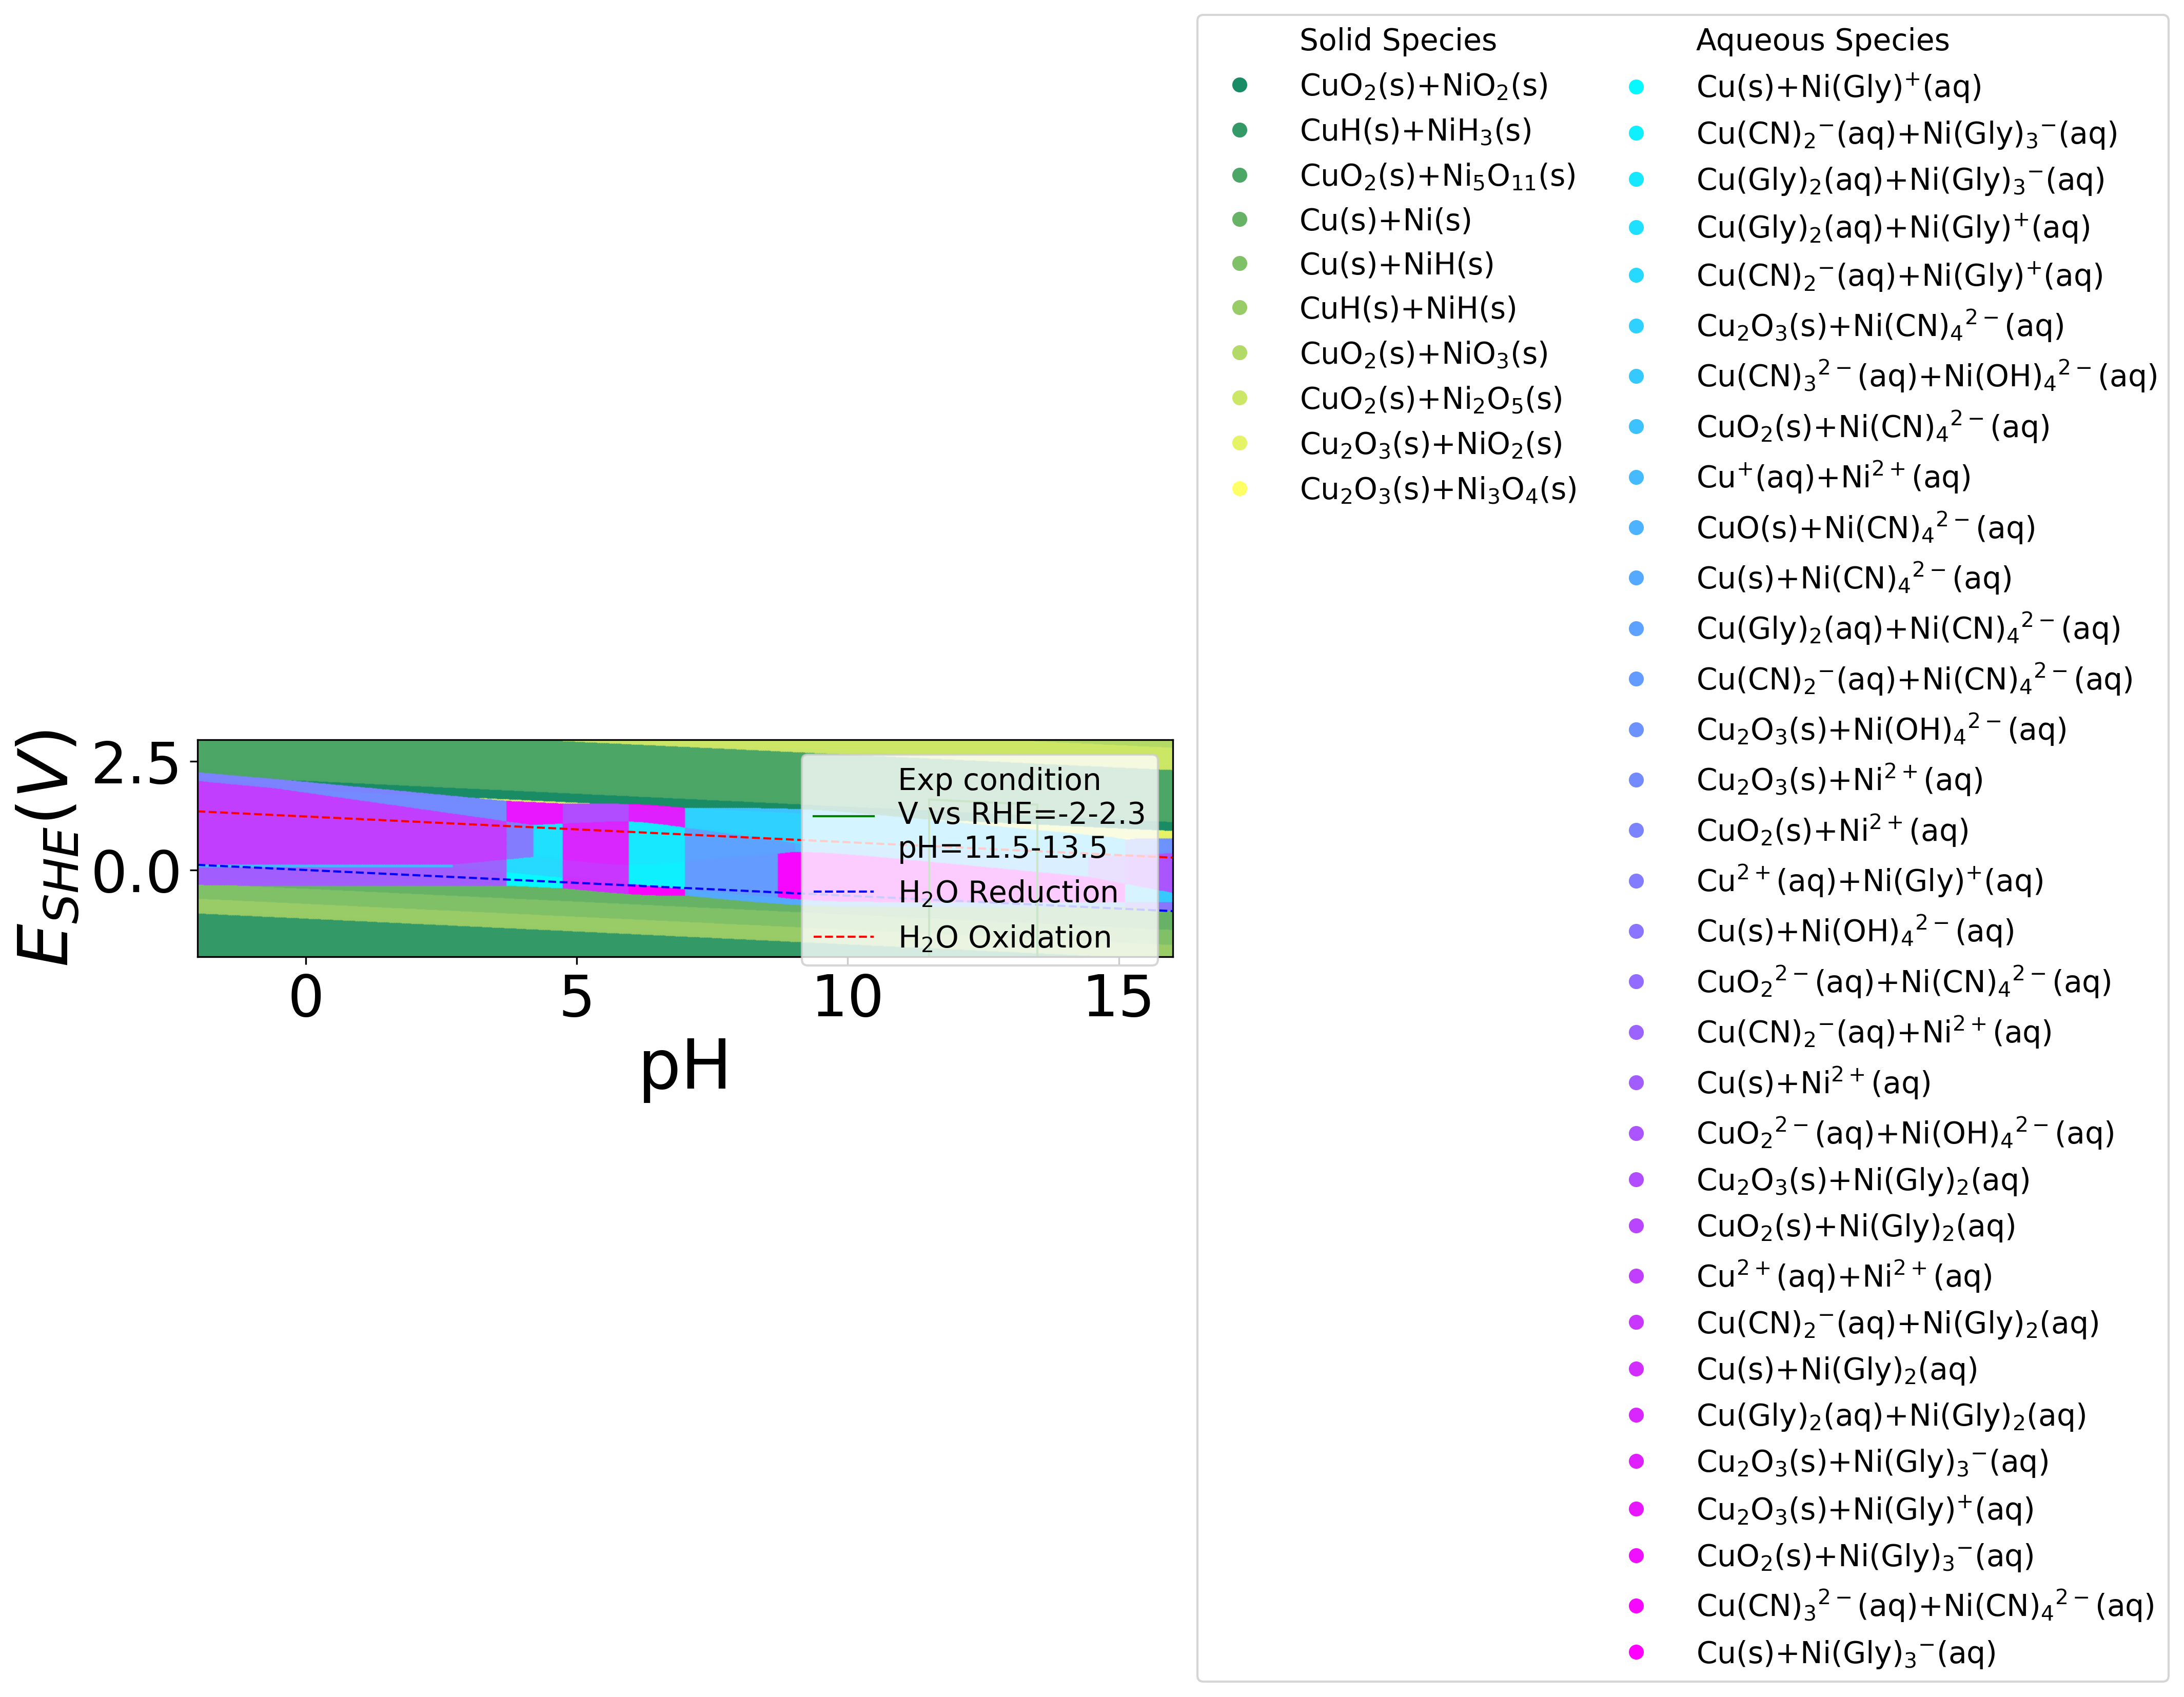 Solid Species
CuO₂(s)+NiO₂(s)
CuH(s)+NiH₃(s)
CuO₂(s)+Ni₅O₁₁(s)
Cu(s)+Ni(s)
Cu(s)+NiH(s)
CuH(s)+NiH(s)
CuO₂(s)+NiO₃(s)
CuO₂(s)+Ni₂O₅(s)
Cu₂O₃(s)+NiO₂(s)
Cu₂O₃(s)+Ni₃O₄(s)
Aqueous Species
Cu(s)+Ni(Gly)⁺(aq)
Cu(CN)₂⁻(aq)+Ni(Gly)₃⁻(aq)
Cu(Gly)₂(aq)+Ni(Gly)₃⁻(aq)
Cu(Gly)₂(aq)+Ni(Gly)⁺(aq)
Cu(CN)₂⁻(aq)+Ni(Gly)⁺(aq)
Cu₂O₃(s)+Ni(CN)₄²⁻(aq)
Cu(CN)₃²⁻(aq)+Ni(OH)₄²⁻(aq)
CuO₂(s)+Ni(CN)₄²⁻(aq)
Cu⁺(aq)+Ni²⁺(aq)
CuO(s)+Ni(CN)₄²⁻(aq)
Cu(s)+Ni(CN)₄²⁻(aq)
Cu(Gly)₂(aq)+Ni(CN)₄²⁻(aq)
Cu(CN)₂⁻(aq)+Ni(CN)₄²⁻(aq)
Cu₂O₃(s)+Ni(OH)₄²⁻(aq)
Cu₂O₃(s)+Ni²⁺(aq)
CuO₂(s)+Ni²⁺(aq)
Cu²⁺(aq)+Ni(Gly)⁺(aq)
Cu(s)+Ni(OH)₄²⁻(aq)
CuO₂²⁻(aq)+Ni(CN)₄²⁻(aq)
Cu(CN)₂⁻(aq)+Ni²⁺(aq)
Cu(s)+Ni²⁺(aq)
CuO₂²⁻(aq)+Ni(OH)₄²⁻(aq)
Cu₂O₃(s)+Ni(Gly)₂(aq)
CuO₂(s)+Ni(Gly)₂(aq)
Cu²⁺(aq)+Ni²⁺(aq)
Cu(CN)₂⁻(aq)+Ni(Gly)₂(aq)
Cu(s)+Ni(Gly)₂(aq)
Cu(Gly)₂(aq)+Ni(Gly)₂(aq)
Cu₂O₃(s)+Ni(Gly)₃⁻(aq)
Cu₂O₃(s)+Ni(Gly)⁺(aq)
CuO₂(s)+Ni(Gly)₃⁻(aq)
Cu(CN)₃²⁻(aq)+Ni(CN)₄²⁻(aq)
Cu(s)+Ni(Gly)₃⁻(aq)
E_SHE(V)
2.5
0.0
Exp condition
V vs RHE=-2-2.3
pH=11.5-13.5
H₂O Reduction
H₂O Oxidation
0 5 10 15
pH